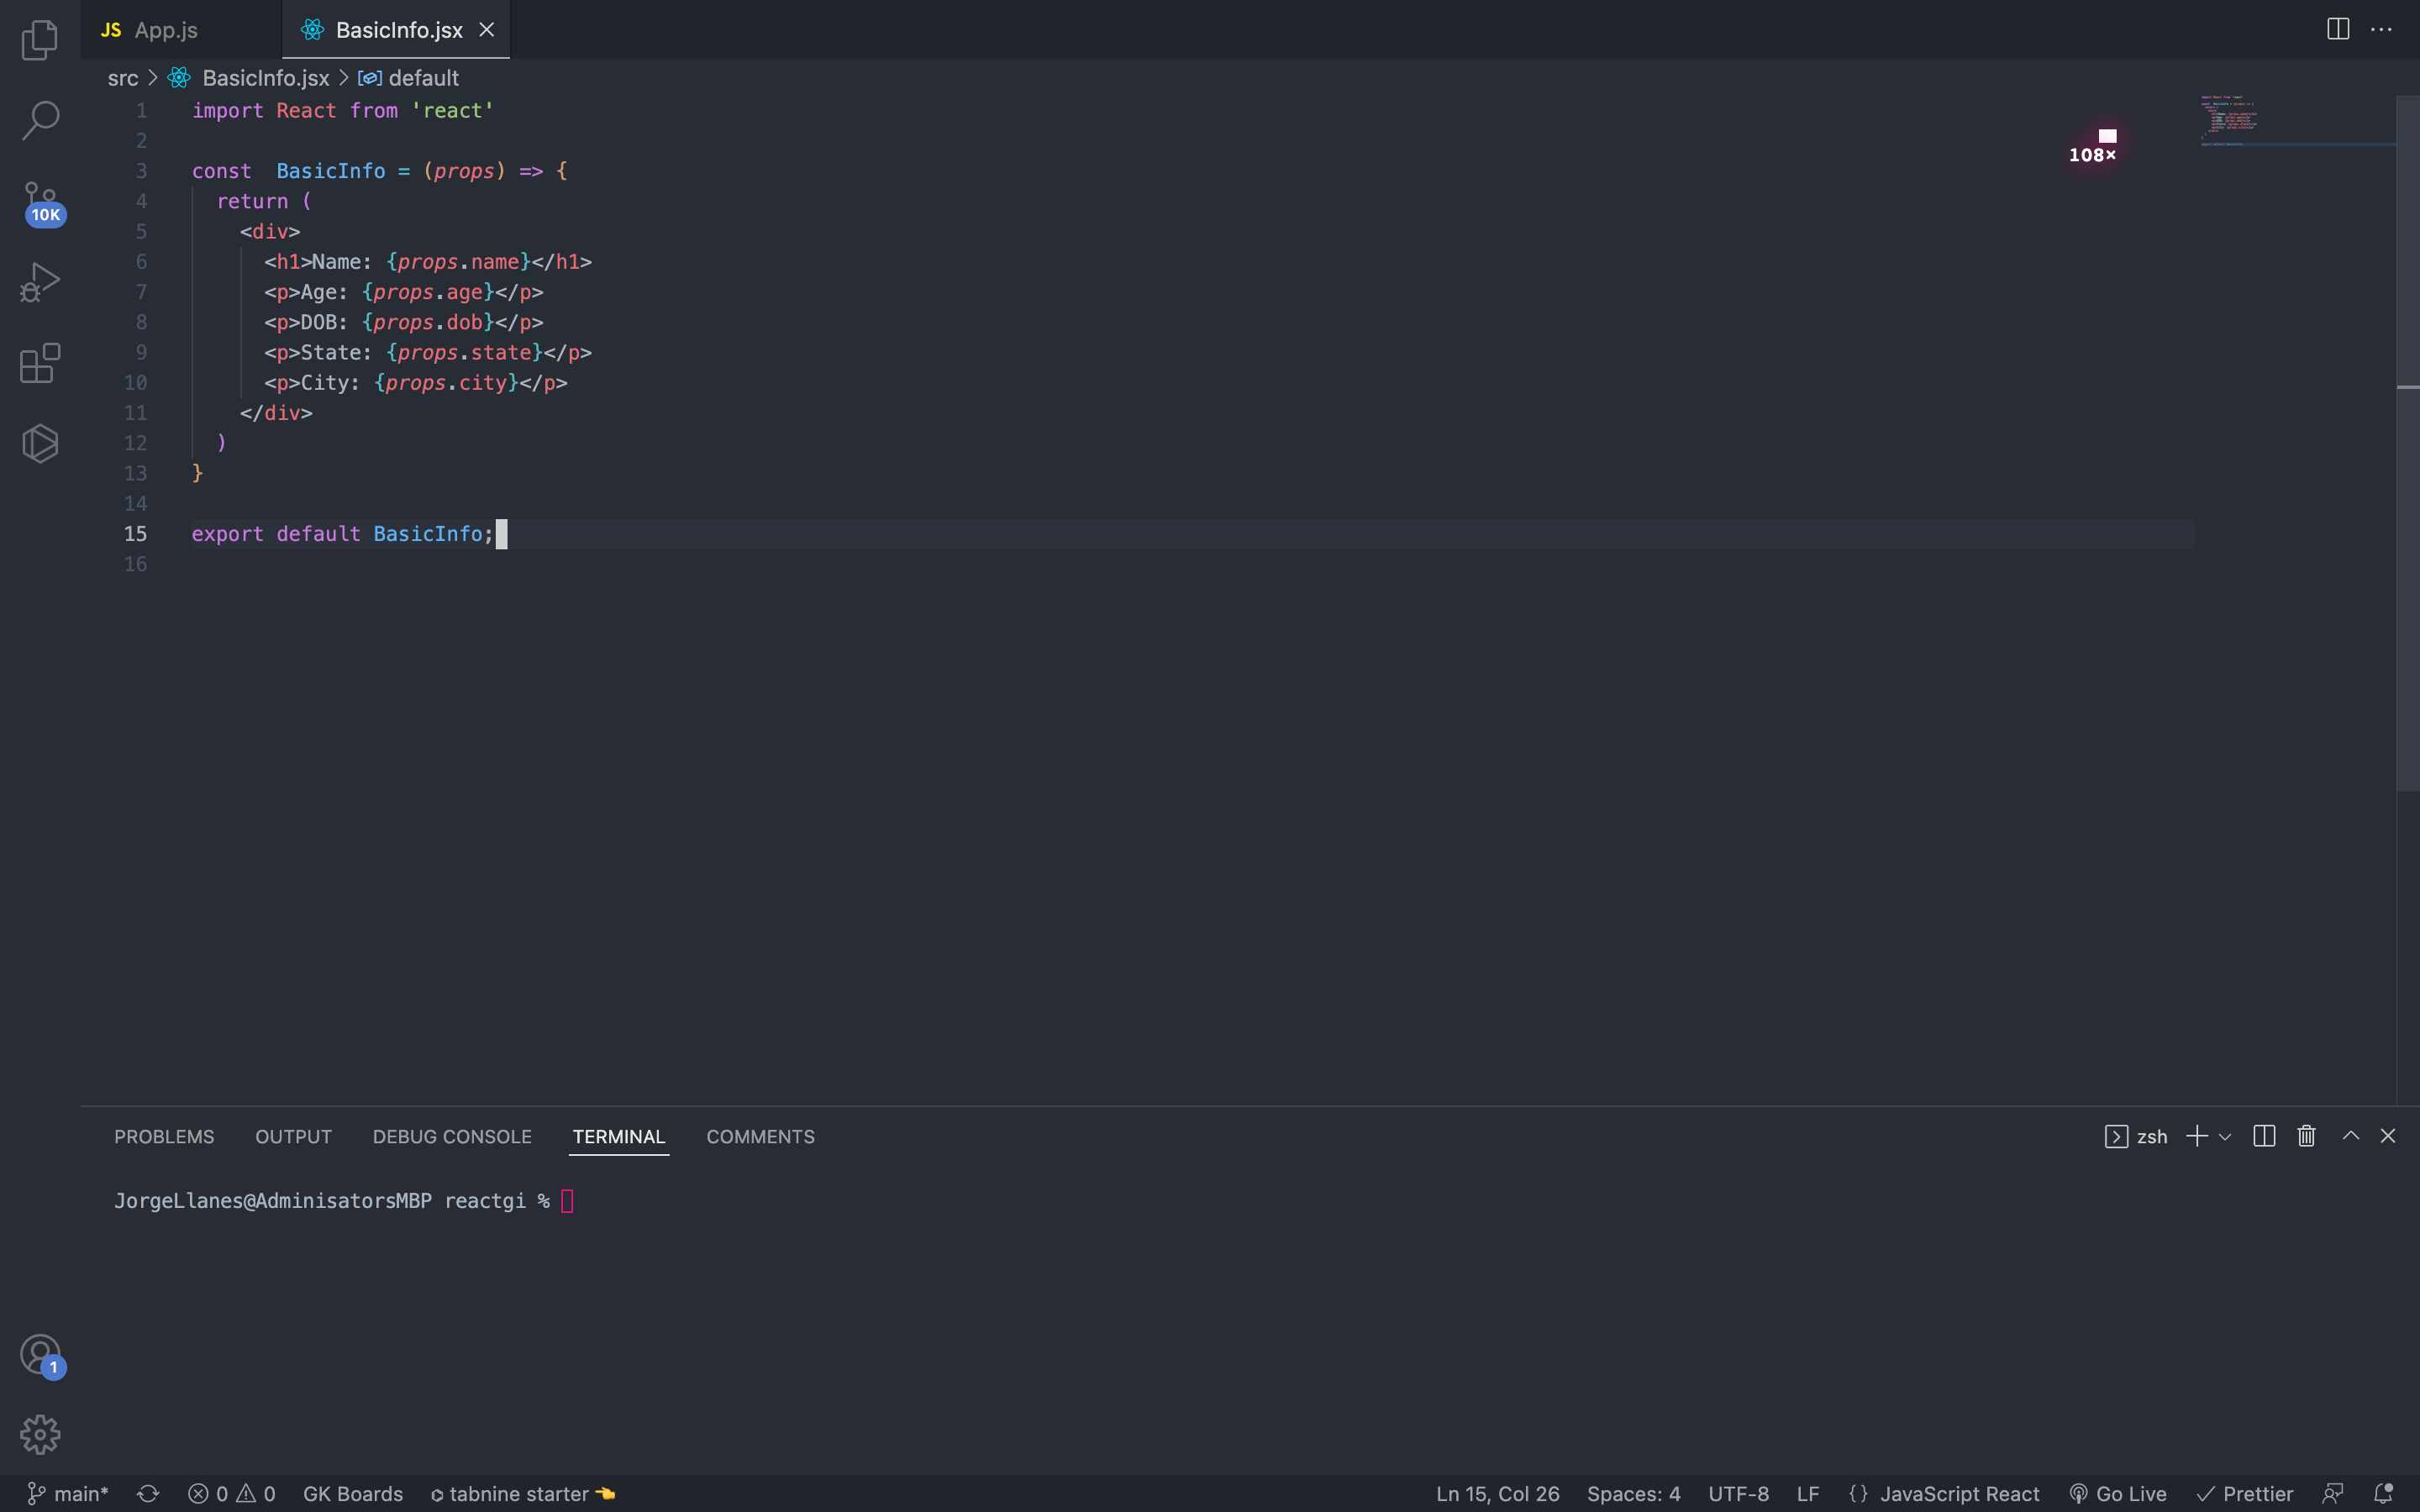 JS App.js BasicInfo.jsx
src > BasicInfo.jsx > default
1 import React from 'react'
2
3 const  BasicInfo = (props) => {
4 return (
5 <div>
6 <h1>Name: {props.name}</h1>
7 <p>Age: {props.age}</p>
8 <p>DOB: {props.dob}</p>
9 <p>State: {props.state}</p>
10 <p>City: {props.city}</p>
11 </div>
12 )
13 }
14
15 export default BasicInfo;
16
108×
10K
PROBLEMS OUTPUT DEBUG CONSOLE TERMINAL COMMENTS zsh
JorgeLlanes@AdminisatorsMBP reactgi %
1
main* 0 0 GK Boards tabnine starter Ln 15, Col 26 Spaces: 4 UTF-8 LF {} JavaScript React Go Live Prettier